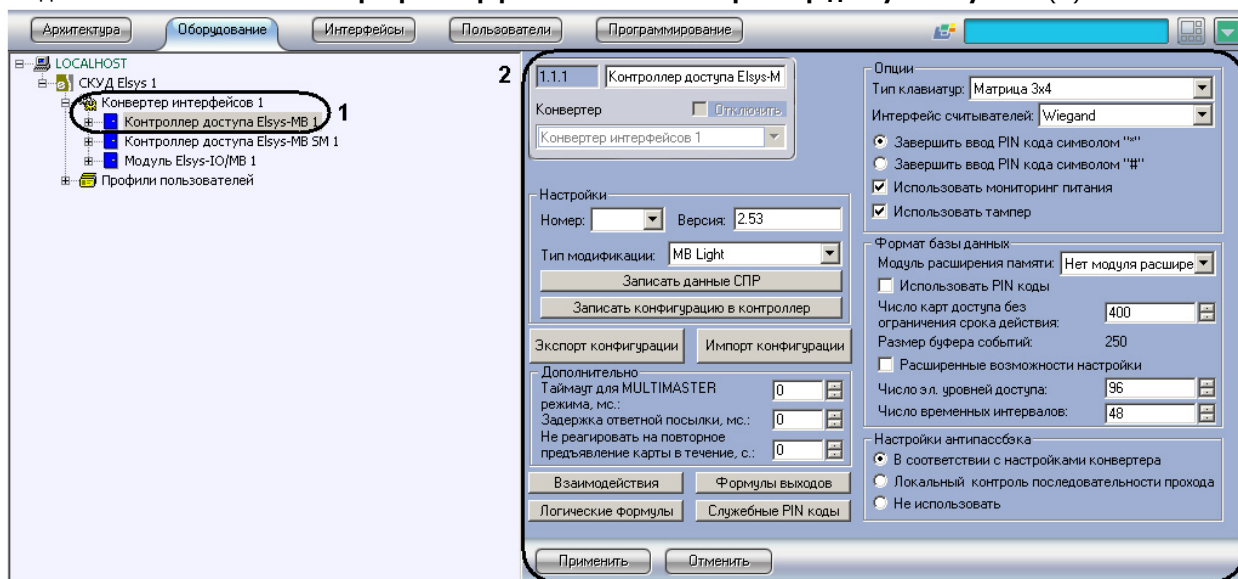 Архитектура Оборудование Интерфейсы Пользователи Программирование
LOCALHOST
СКУД Elsys 1
Конвертер интерфейсов 1
Контроллер доступа Elsys-MB 1
Контроллер доступа Elsys-MB SM 1
Модуль Elsys-IO/MB 1
Профили пользователей
1
2
1.1.1 Контроллер доступа Elsys-M
Конвертер Отключить
Конвертер интерфейсов 1
Настройки
Номер: Версия: 2.53
Тип модификации: MB Light
Записать данные СПР
Записать конфигурацию в контроллер
Экспорт конфигурации Импорт конфигурации
Дополнительно
Таймаут для MULTIMASTER
режима, мс.: 0
Задержка ответной посылки, мс.: 0
Не реагировать на повторное
предъявление карты в течение, с.: 0
Взаимодействия Формулы выходов
Логические формулы Служебные PIN коды
Опции
Тип клавиатур: Матрица 3x4
Интерфейс считывателей: Wiegand
Завершить ввод PIN кода символом "*"
Завершить ввод PIN кода символом "#"
Использовать мониторинг питания
Использовать тампер
Формат базы данных
Модуль расширения памяти: Нет модуля расшире
Использовать PIN коды
Число карт доступа без
ограничения срока действия: 400
Размер буфера событий: 250
Расширенные возможности настройки
Число эл. уровней доступа: 96
Число временных интервалов: 48
Настройки антипассбэка
В соответствии с настройками конвертера
Локальный контроль последовательности прохода
Не использовать
Применить Отменить